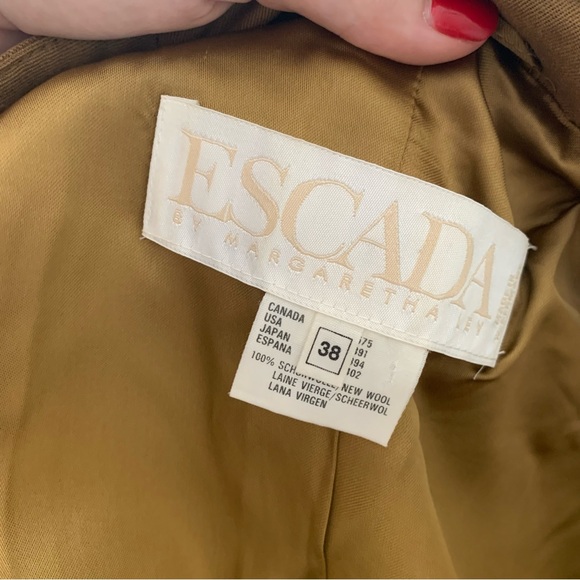 ESCADA
BY MARGARETHA LEY
CANADA 175
USA 191
JAPAN 38 194
ESPANA 102
100% SCHURWOLLE/NEW WOOL
LAINE VIERGE/SCHEERWOL
LANA VIRGEN